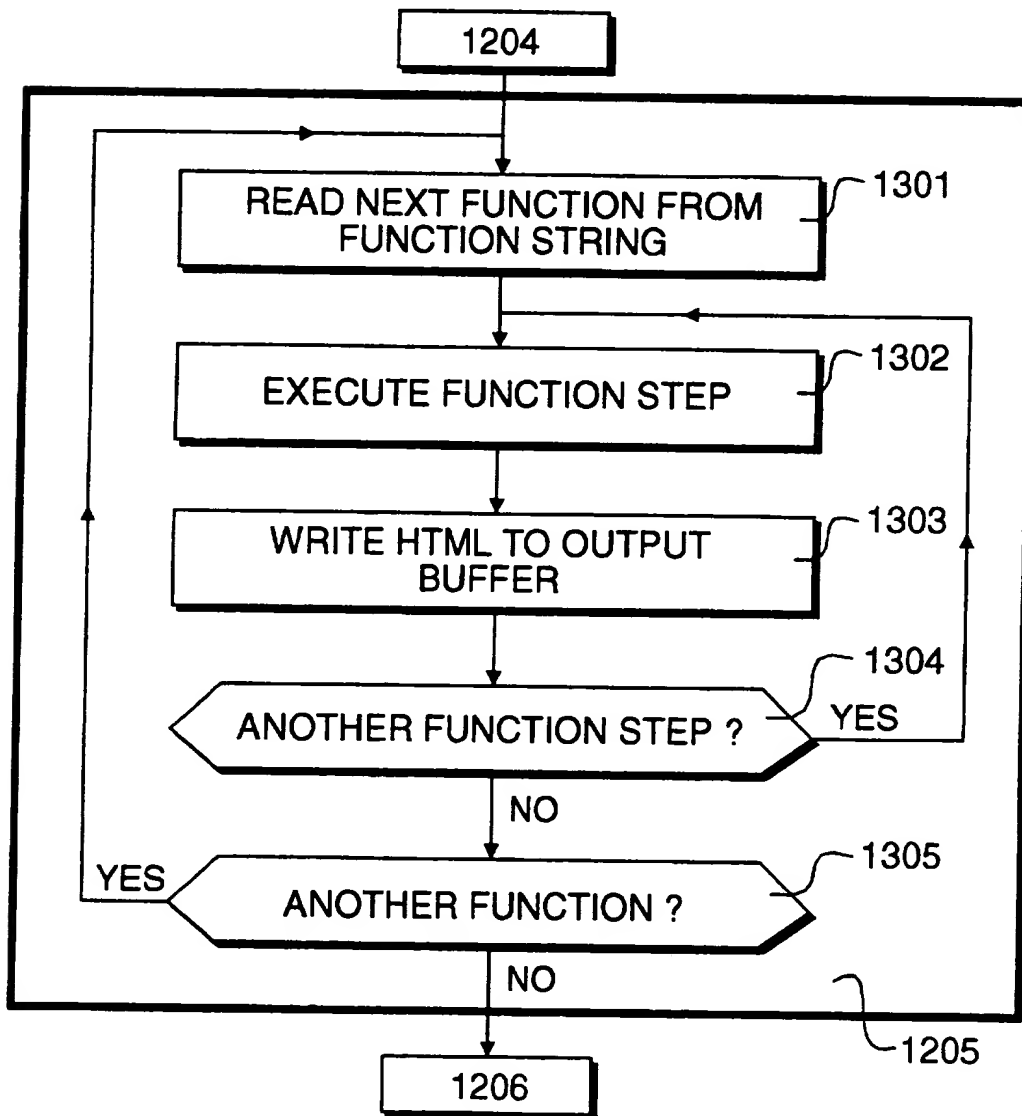 1204
READ NEXT FUNCTION FROM
FUNCTION STRING
1301
EXECUTE FUNCTION STEP
1302
WRITE HTML TO OUTPUT
BUFFER
1303
ANOTHER FUNCTION STEP ?
1304
YES
NO
YES
ANOTHER FUNCTION ?
1305
NO
1205
1206